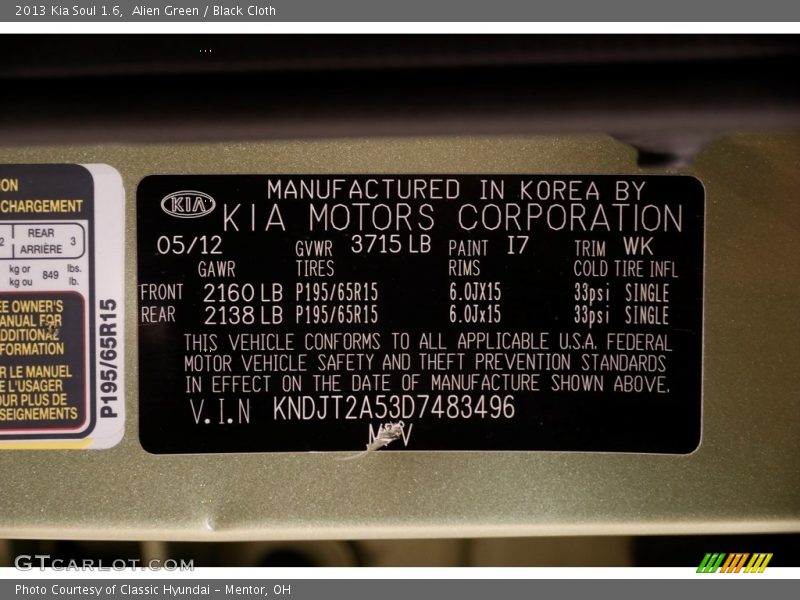 2013 Kia Soul 1.6,  Alien Green / Black Cloth
ON
CHARGEMENT
2 REAR ARRIÈRE 3
kg or lbs.
kg ou 849 lb.
EE OWNER'S
ANUAL FOR
DDITIONAL
FORMATION
R LE MANUEL
E L'USAGER
OUR PLUS DE
SEIGNEMENTS
P195/65R15
KIA MANUFACTURED IN KOREA BY
KIA MOTORS CORPORATION
05/12 GVWR 3715 LB PAINT I7 TRIM WK
GAWR TIRES RIMS COLD TIRE INFL
FRONT 2160 LB P195/65R15 6.0JX15 33psi SINGLE
REAR 2138 LB P195/65R15 6.0Jx15 33psi SINGLE
THIS VEHICLE CONFORMS TO ALL APPLICABLE U.S.A. FEDERAL
MOTOR VEHICLE SAFETY AND THEFT PREVENTION STANDARDS
IN EFFECT ON THE DATE OF MANUFACTURE SHOWN ABOVE.
V.I.N KNDJT2A53D7483496
GTCARLOT.COM
Photo Courtesy of Classic Hyundai – Mentor, OH